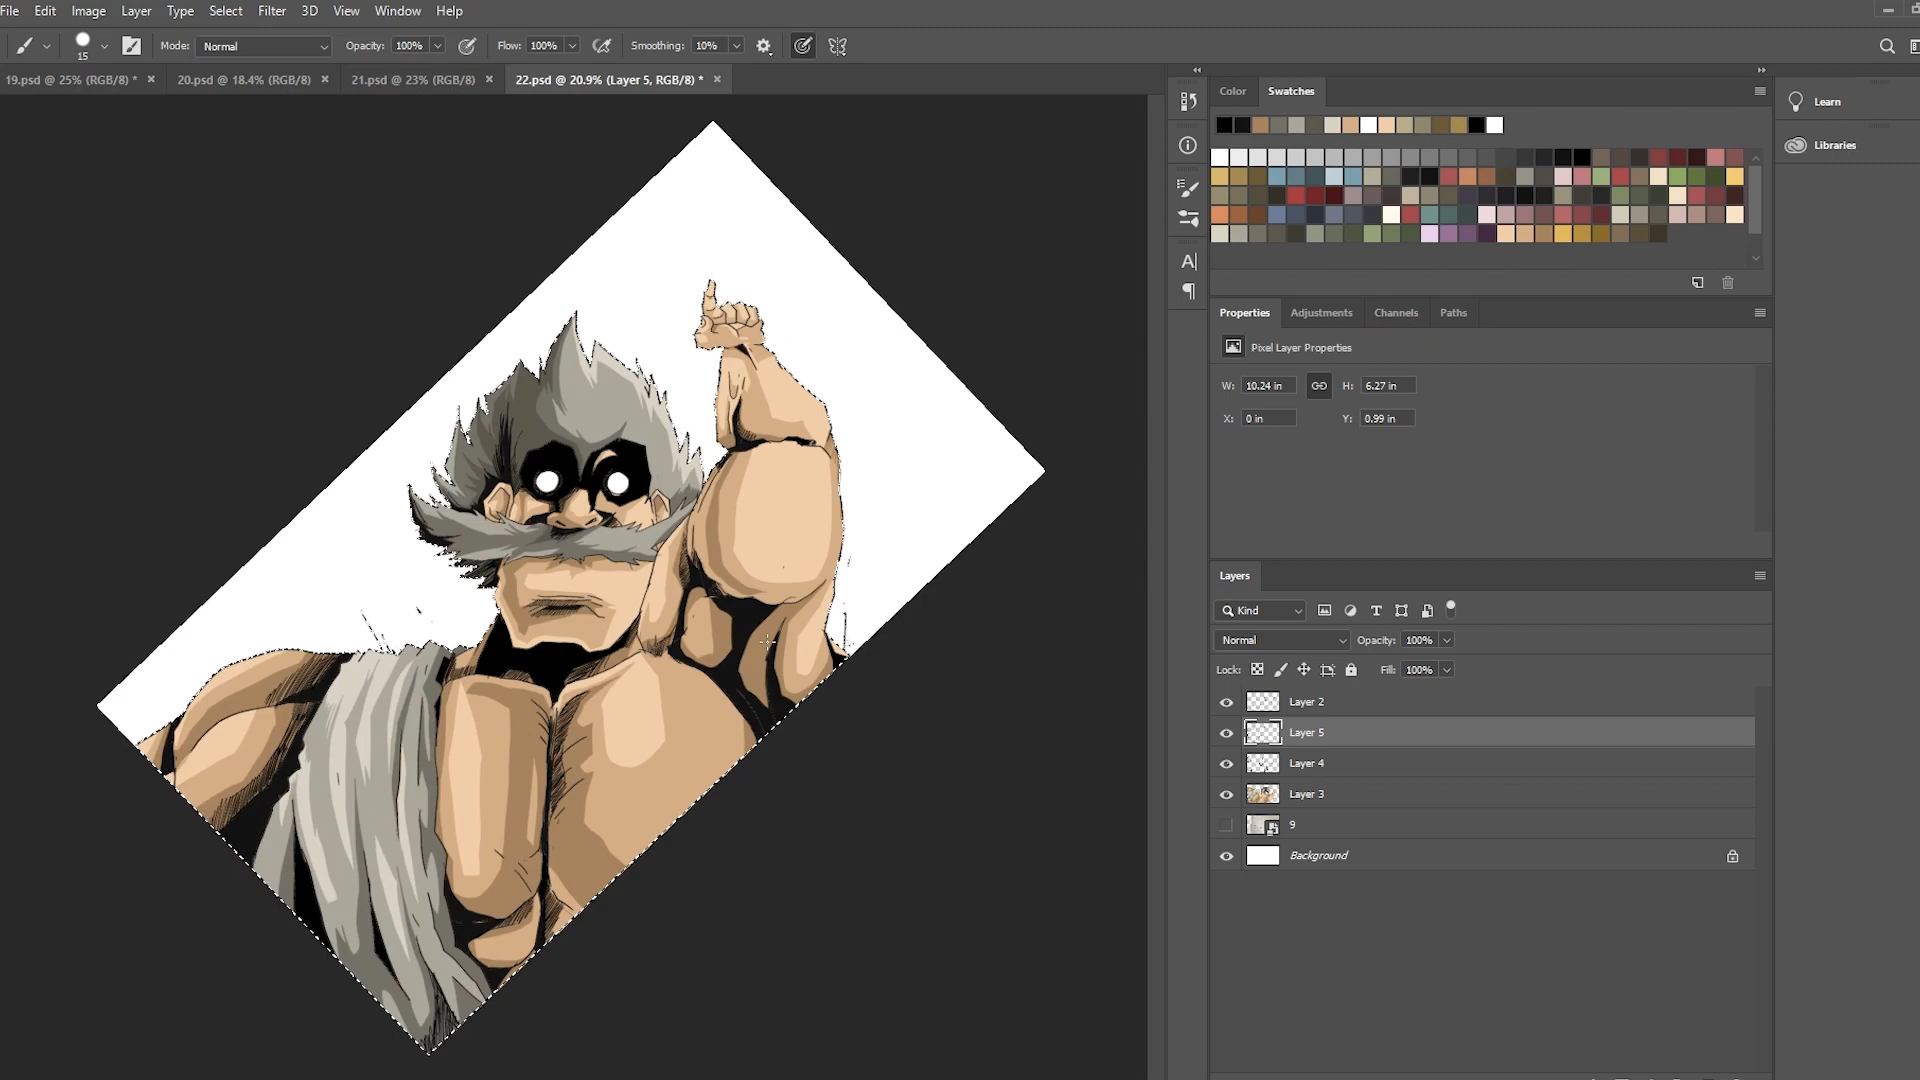 File Edit Image Layer Type Select Filter 3D View Window Help
15 Mode: Normal Opacity: 100% Flow: 100% Smoothing: 10%
19.psd @ 25% (RGB/8) * 20.psd @ 18.4% (RGB/8) 21.psd @ 23% (RGB/8) 22.psd @ 20.9% (Layer 5, RGB/8) *
Color Swatches
Learn
Libraries
Properties Adjustments Channels Paths
Pixel Layer Properties
W: 10.24 in H: 6.27 in
X: 0 in Y: 0.99 in
Layers
Kind
Normal Opacity: 100%
Lock: Fill: 100%
Layer 2
Layer 5
Layer 4
Layer 3
9
Background